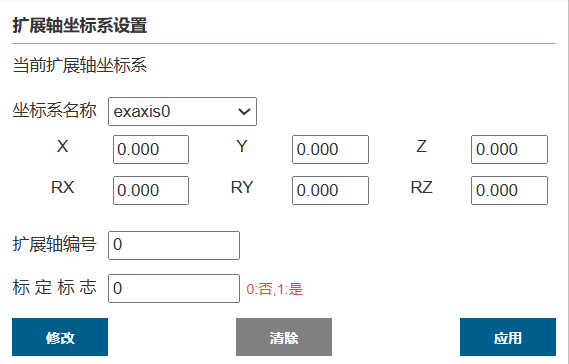 扩展轴坐标系设置
当前扩展轴坐标系
坐标系名称 exaxis0
X 0.000 Y 0.000 Z 0.000
RX 0.000 RY 0.000 RZ 0.000
扩展轴编号 0
标定标志 0 0:否,1:是
修改 清除 应用